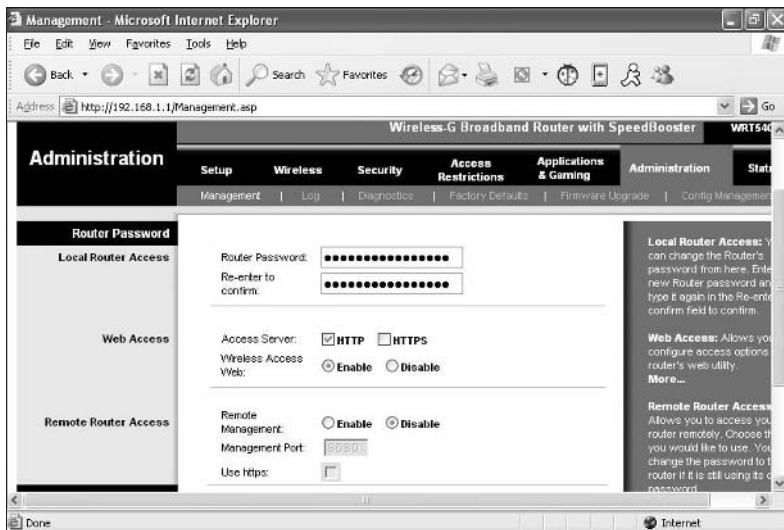 Management - Microsoft Internet Explorer
File Edit View Favorites Tools Help
Back Search Favorites
Address http://192.168.1.1/Management.asp Go
Wireless-G Broadband Router with SpeedBooster WRT54G
Administration
Setup Wireless Security Access Restrictions Applications & Gaming Administration Stat
Management | Log | Diagnostics | Factory Defaults | Firmware Upgrade | Config Managemen
Router Password
Local Router Access
Router Password:
Re-enter to
confirm:
Web Access
Access Server: HTTP HTTPS
Wireless Access
Web: Enable Disable
Remote Router Access
Remote
Management: Enable Disable
Management Port: 8080
Use https:
Local Router Access: Y
can change the Router's
password from here. Ente
new Router password an
type it again in the Re-ente
confirm field to confirm.
Web Access: Allows you
configure access options
router's web utility.
More...
Remote Router Access
Allows you to access you
router remotely. Choose th
you would like to use. You
change the password to t
router if it is still using its d
password.
Done Internet